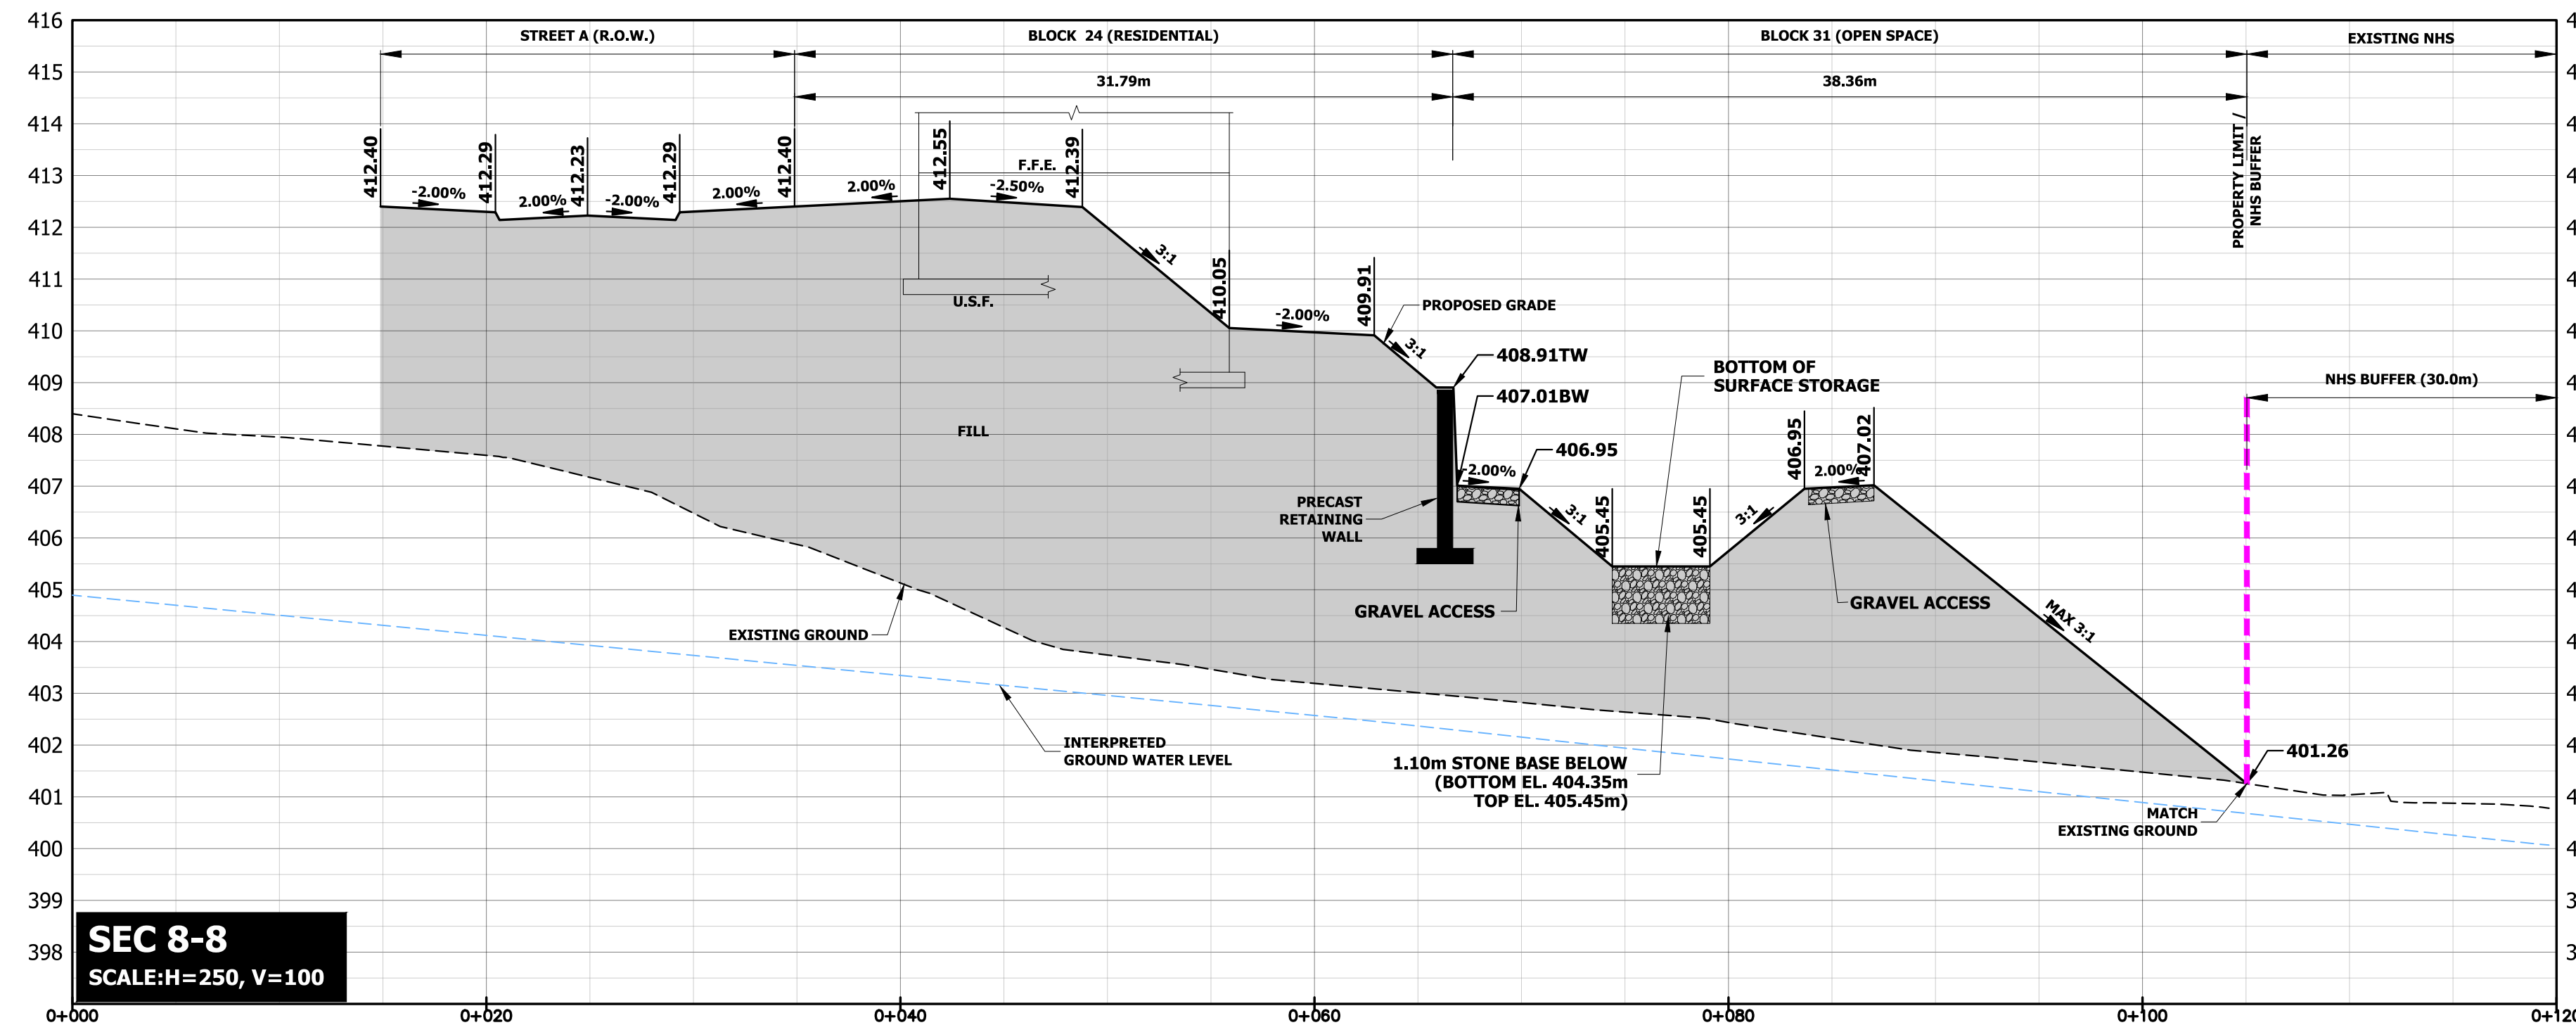 416
415
414
413
412
411
410
409
408
407
406
405
404
403
402
401
400
399
398
STREET A (R.O.W.)
BLOCK 24 (RESIDENTIAL)
BLOCK 31 (OPEN SPACE)
EXISTING NHS
31.79m
38.36m
412.40
412.29
412.23
412.29
412.40
412.55
412.39
-2.00%
2.00%
-2.00%
2.00%
2.00%
-2.50%
F.F.E.
U.S.F.
3:1
410.05
-2.00%
409.91
3:1
PROPOSED GRADE
408.91TW
407.01BW
406.95
-2.00%
PRECAST
RETAINING
WALL
FILL
GRAVEL ACCESS
3:1
405.45
405.45
BOTTOM OF
SURFACE STORAGE
3:1
406.95
407.02
2.00%
GRAVEL ACCESS
MAX 3:1
PROPERTY LIMIT /
NHS BUFFER
NHS BUFFER (30.0m)
EXISTING GROUND
INTERPRETED
GROUND WATER LEVEL
1.10m STONE BASE BELOW
(BOTTOM EL. 404.35m
TOP EL. 405.45m)
401.26
MATCH
EXISTING GROUND
SEC 8-8
SCALE:H=250, V=100
0+000
0+020
0+040
0+060
0+080
0+100